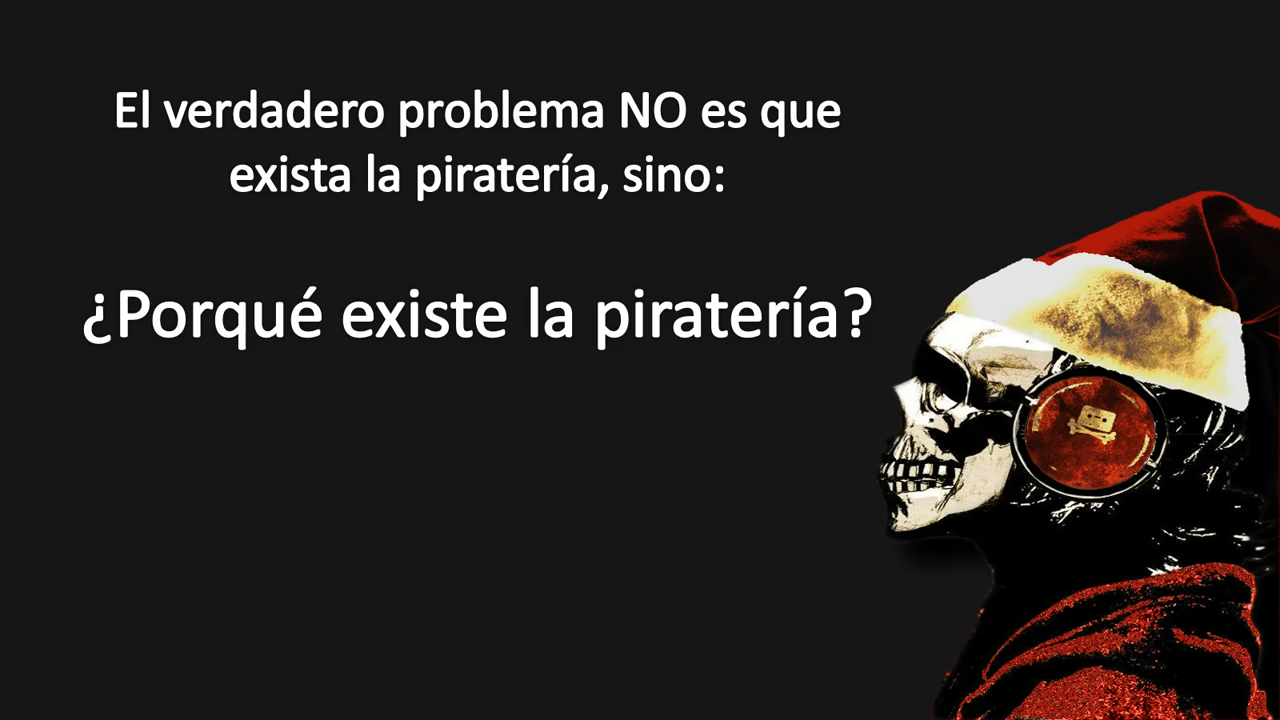 El verdadero problema NO es que
exista la piratería, sino:
¿Porqué existe la piratería?